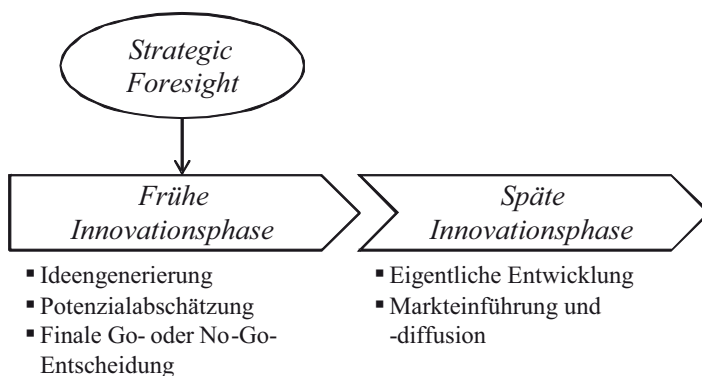 Strategic
Foresight
Frühe
Innovationsphase
▪ Ideengenerierung
▪ Potenzialabschätzung
▪ Finale Go- oder No-Go-
Entscheidung
Späte
Innovationsphase
▪ Eigentliche Entwicklung
▪ Markteinführung und
-diffusion